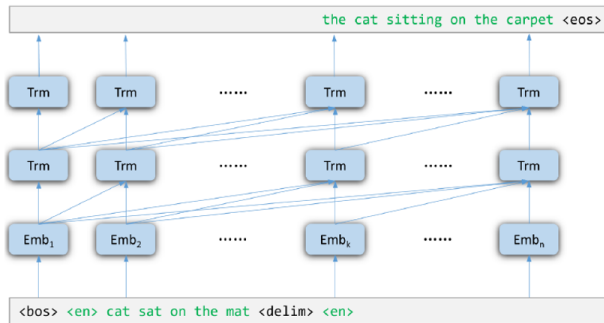 the cat sitting on the carpet <eos>
Trm Trm ...... Trm ...... Trm
Trm Trm ...... Trm ...... Trm
Emb₁ Emb₂ ...... Embₖ ...... Embₙ
<bos> <en> cat sat on the mat <delim> <en>